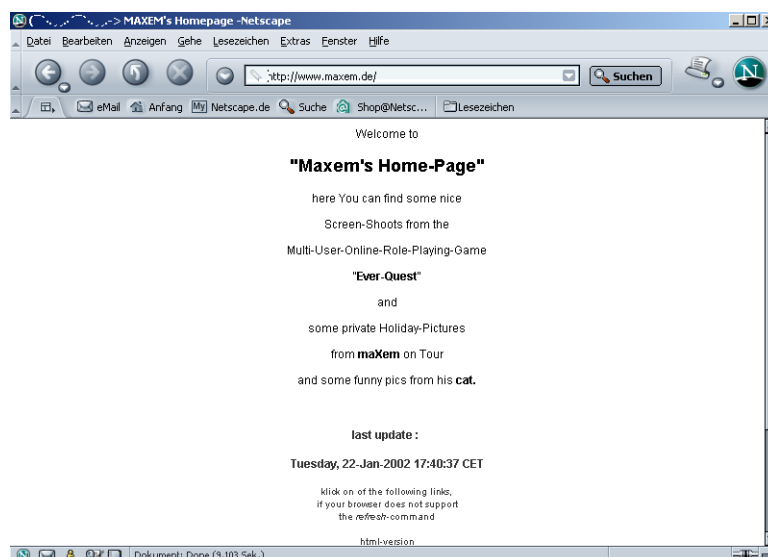 MAXEM's Homepage -Netscape
Datei Bearbeiten Anzeigen Gehe Lesezeichen Extras Fenster Hilfe
http://www.maxem.de/ Suchen
eMail Anfang My Netscape.de Suche Shop@Netsc... Lesezeichen
Welcome to
"Maxem's Home-Page"
here You can find some nice
Screen-Shoots from the
Multi-User-Online-Role-Playing-Game
"Ever-Quest"
and
some private Holiday-Pictures
from maXem on Tour
and some funny pics from his cat.
last update :
Tuesday, 22-Jan-2002 17:40:37 CET
klick on of the following links,
if your browser does not support
the refresh-command
html-version
Dokument: Done (9.103 Sek.)